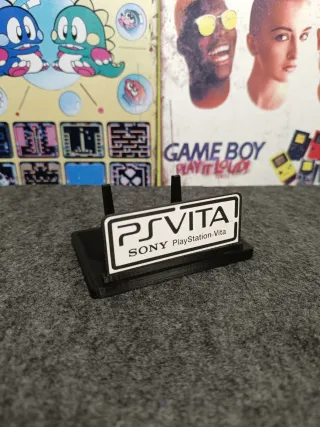 GAME BOY
PLAY IT LOUD!
PSVITA
SONY PlayStation-Vita